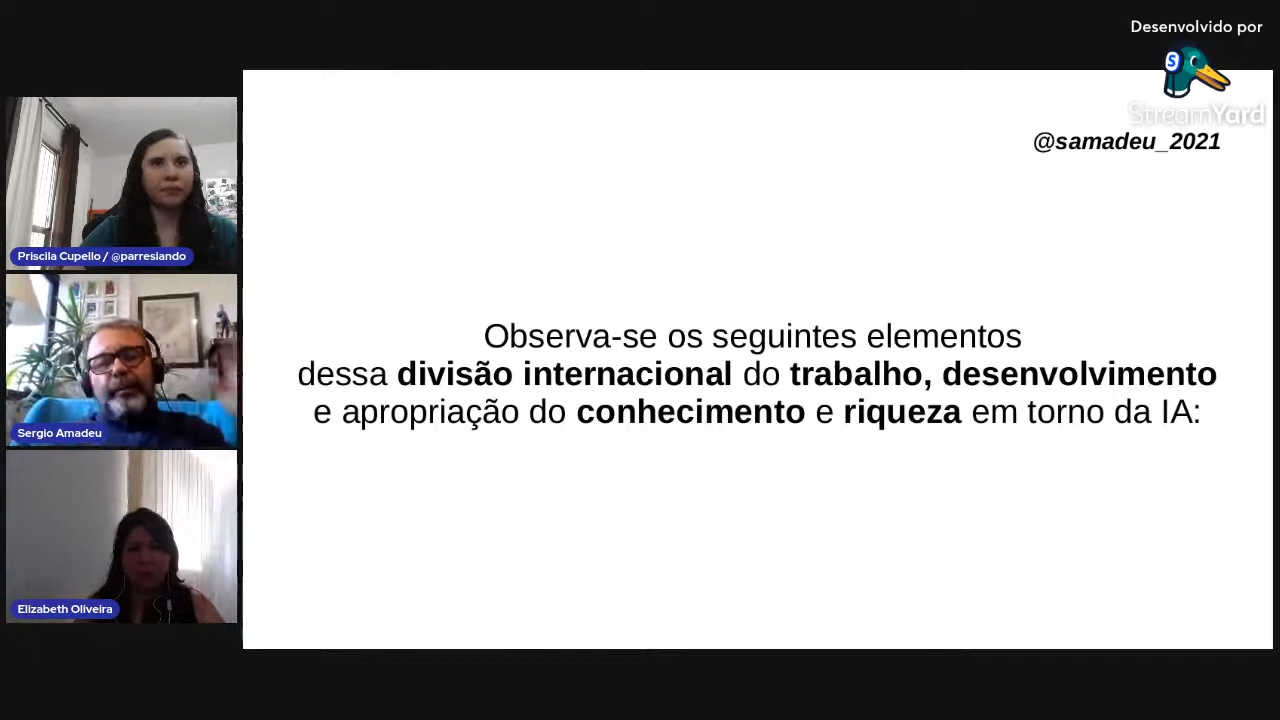 Desenvolvido por
StreamYard
@samadeu_2021
Observa-se os seguintes elementos
dessa divisão internacional do trabalho, desenvolvimento
e apropriação do conhecimento e riqueza em torno da IA:
Priscila Cupello / @parresiando
Sergio Amadeu
Elizabeth Oliveira